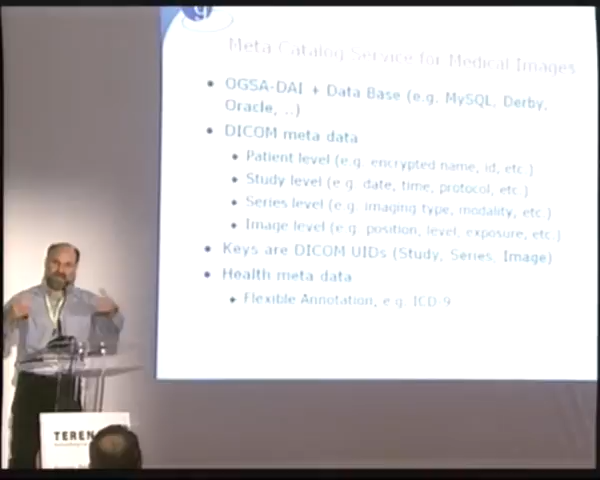 Meta Catalog Service for Medical Images
• OGSA-DAI + Data Base (e.g. MySQL, Derby,
Oracle, ..)
• DICOM meta data
• Patient level (e.g. encrypted name, id, etc.)
• Study level (e.g. date, time, protocol, etc.)
• Series level (e.g. imaging type, modality, etc.)
• Image level (e.g. position, level, exposure, etc.)
• Keys are DICOM UIDs (Study, Series, Image)
• Health meta data
• Flexible Annotation, e.g. ICD-9
TEREN